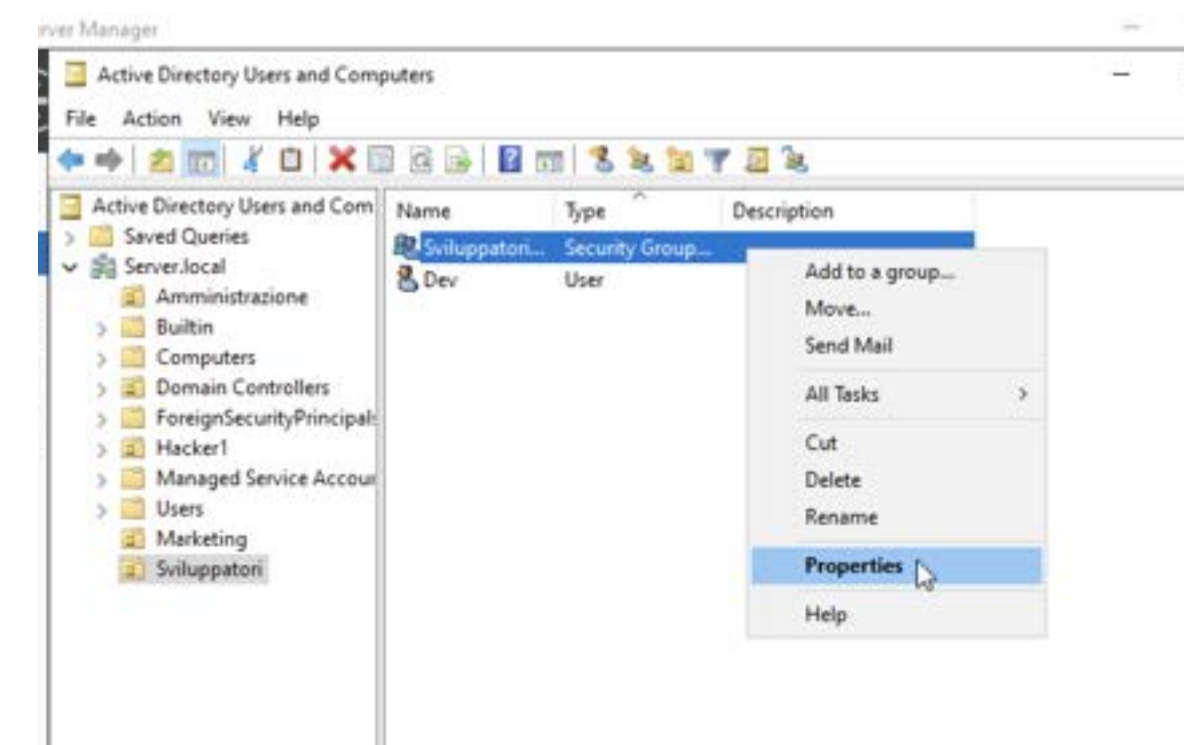 rver Manager
Active Directory Users and Computers
File Action View Help
Active Directory Users and Com
Saved Queries
Server.local
Amministrazione
Builtin
Computers
Domain Controllers
ForeignSecurityPrincipals
Hacker1
Managed Service Accour
Users
Marketing
Sviluppatori
Name Type Description
Sviluppatori... Security Group...
Dev User
Add to a group...
Move...
Send Mail
All Tasks
Cut
Delete
Rename
Properties
Help